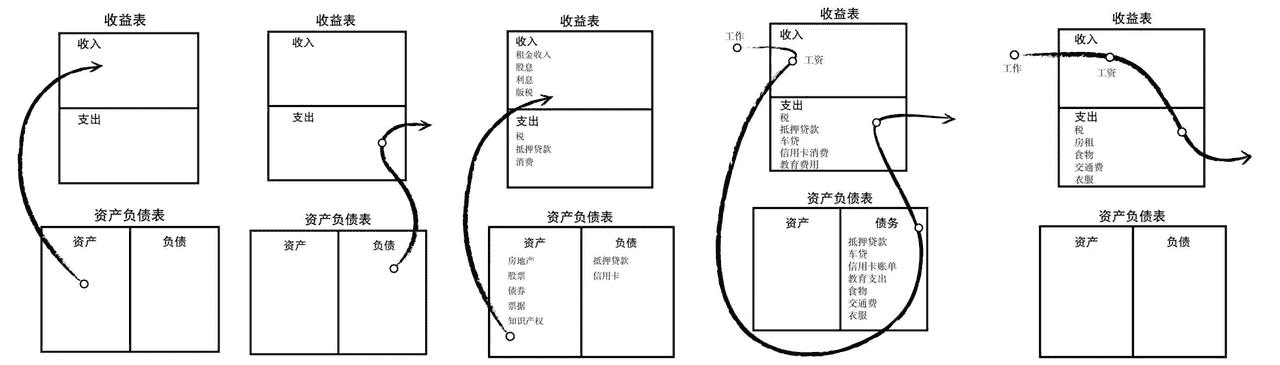 收益表
收入
支出
资产负债表
资产
负债
收益表
收入
支出
资产负债表
资产
负债
收益表
收入
租金收入
股息
利息
版税
支出
税
抵押贷款
消费
资产负债表
资产
负债
房地产
抵押贷款
股票
信用卡
债券
票据
知识产权
收益表
工作
收入
工资
支出
税
抵押贷款
车贷
信用卡消费
教育费用
资产负债表
资产
债务
抵押贷款
车贷
信用卡账单
教育支出
食物
交通费
衣服
收益表
收入
工作
工资
支出
税
房租
食物
交通费
衣服
资产负债表
资产
负债